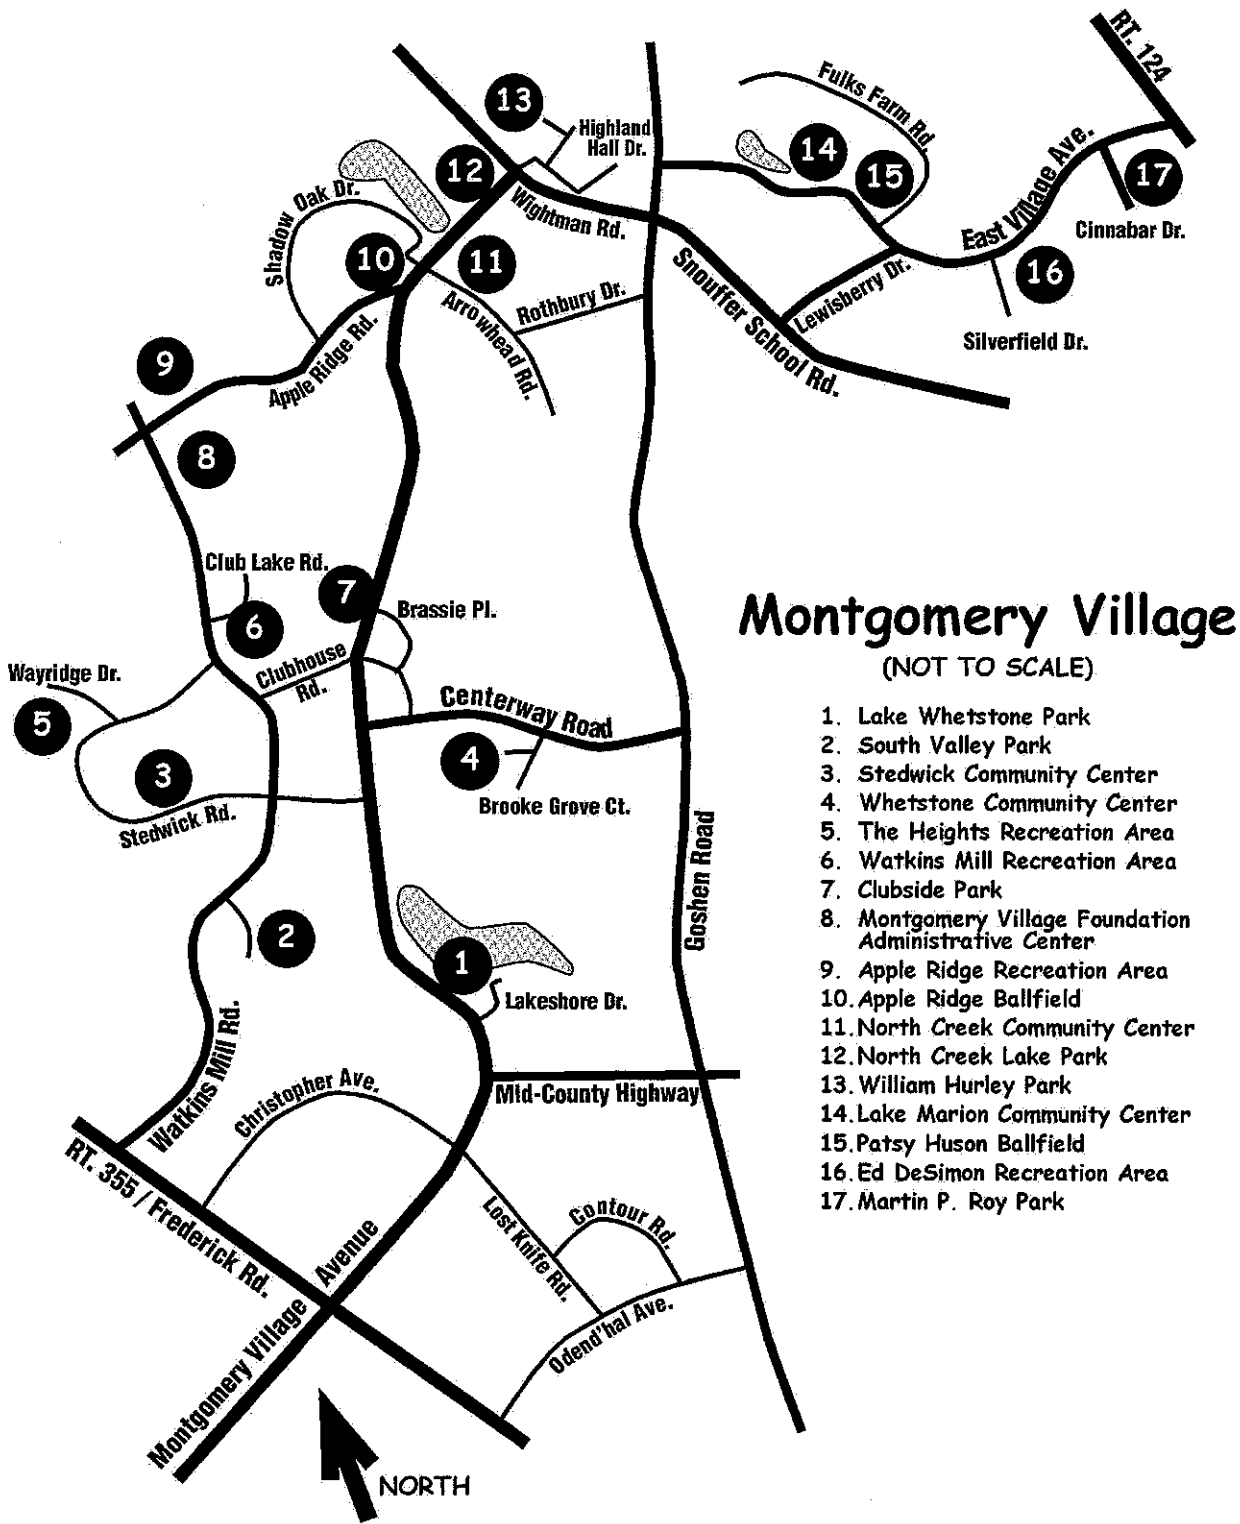 RT. 124
Fulks Farm Rd.
13
Highland
Hall Dr.
14
12
15
17
Shadow Oak Dr.
Wightman Rd.
East Village Ave.
Cinnabar Dr.
10
11
16
Snouffer School Rd.
Lewisberry Dr.
Rothbury Dr.
Arrowhead Rd.
Silverfield Dr.
Apple Ridge Rd.
9
8
Club Lake Rd.
7
Brassie Pl.
6
Clubhouse
Rd.
Wayridge Dr.
5
Centerway Road
3
4
Stedwick Rd.
Brooke Grove Ct.
Goshen Road
2
1
Lakeshore Dr.
Watkins Mill Rd.
Christopher Ave.
Mid-County Highway
RT. 355 / Frederick Rd.
Lost Knife Rd.
Contour Rd.
Odend'hal Ave.
Montgomery Village Avenue
NORTH
Montgomery Village
(NOT TO SCALE)
1. Lake Whetstone Park
2. South Valley Park
3. Stedwick Community Center
4. Whetstone Community Center
5. The Heights Recreation Area
6. Watkins Mill Recreation Area
7. Clubside Park
8. Montgomery Village Foundation
Administrative Center
9. Apple Ridge Recreation Area
10. Apple Ridge Ballfield
11. North Creek Community Center
12. North Creek Lake Park
13. William Hurley Park
14. Lake Marion Community Center
15. Patsy Huson Ballfield
16. Ed DeSimon Recreation Area
17. Martin P. Roy Park